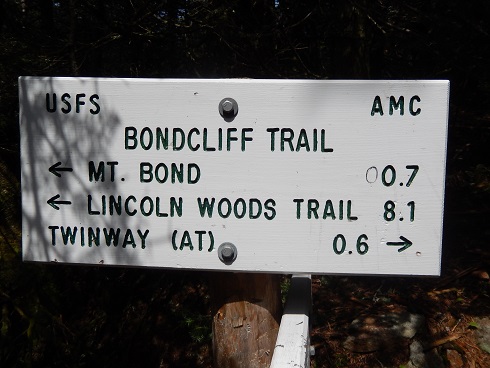 USFS AMC
BONDCLIFF TRAIL
← MT. BOND 0.7
← LINCOLN WOODS TRAIL 8.1
TWINWAY (AT) 0.6 →